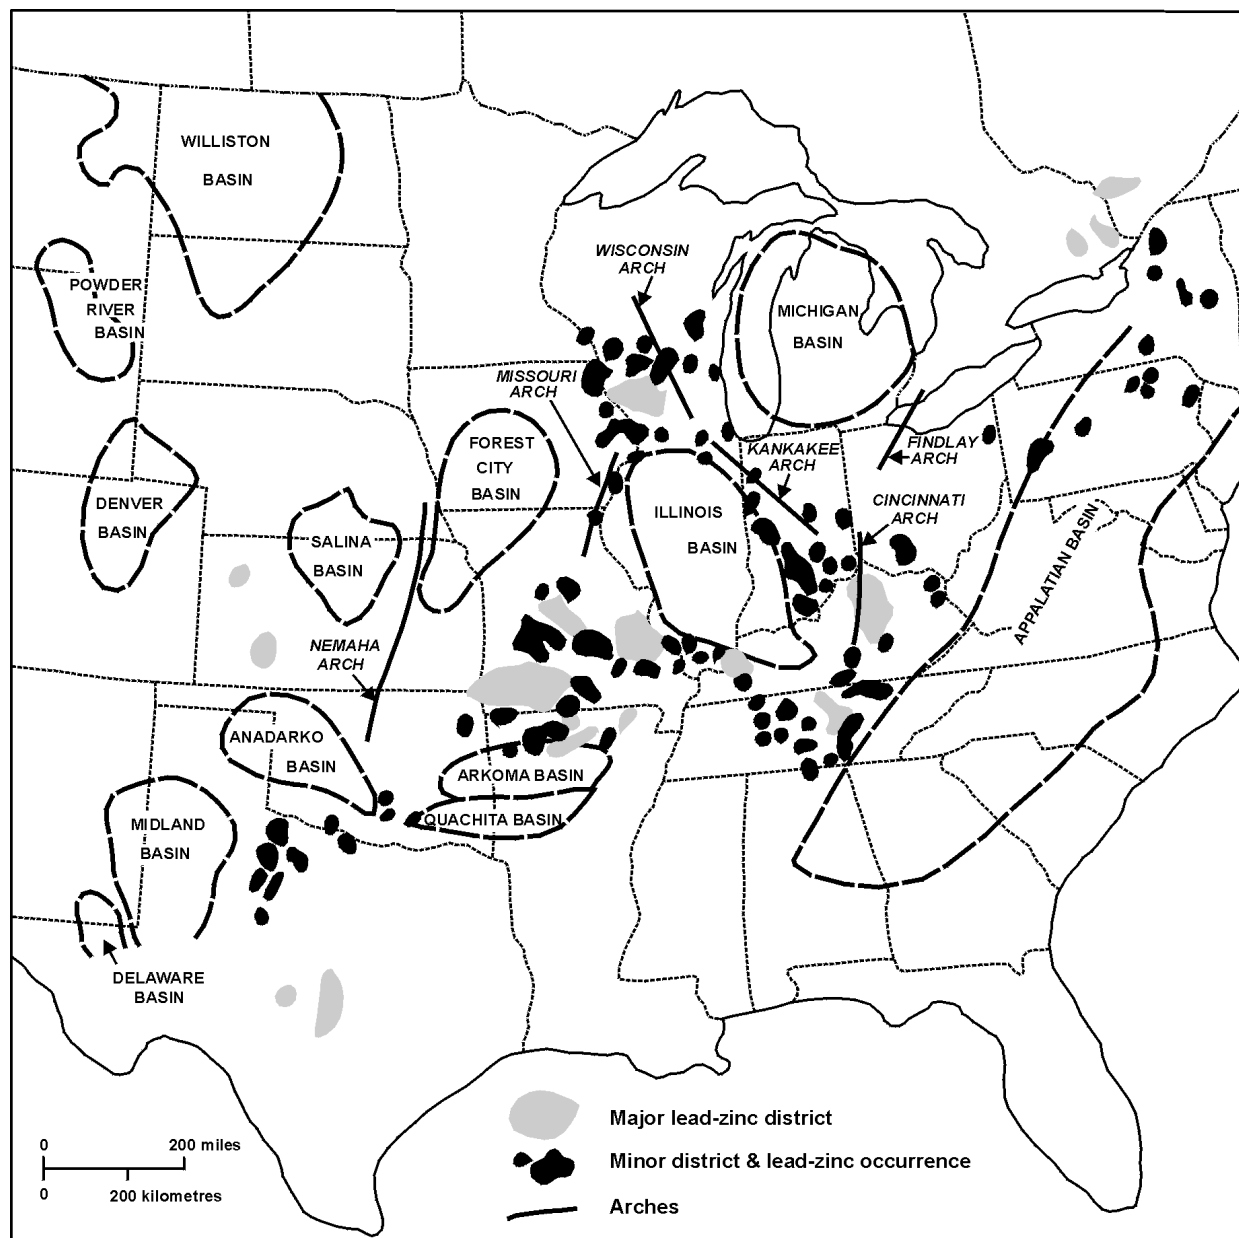 WILLISTON
BASIN
POWDER
RIVER
BASIN
WISCONSIN
ARCH
MICHIGAN
BASIN
MISSOURI
ARCH
FOREST
CITY
BASIN
KANKAKEE
ARCH
FINDLAY
ARCH
DENVER
BASIN
SALINA
BASIN
ILLINOIS
BASIN
CINCINNATI
ARCH
APPALATIAN BASIN
NEMAHA
ARCH
ANADARKO
BASIN
ARKOMA BASIN
QUACHITA BASIN
MIDLAND
BASIN
DELAWARE
BASIN
Major lead-zinc district
Minor district & lead-zinc occurrence
Arches
0 200 miles
0 200 kilometres